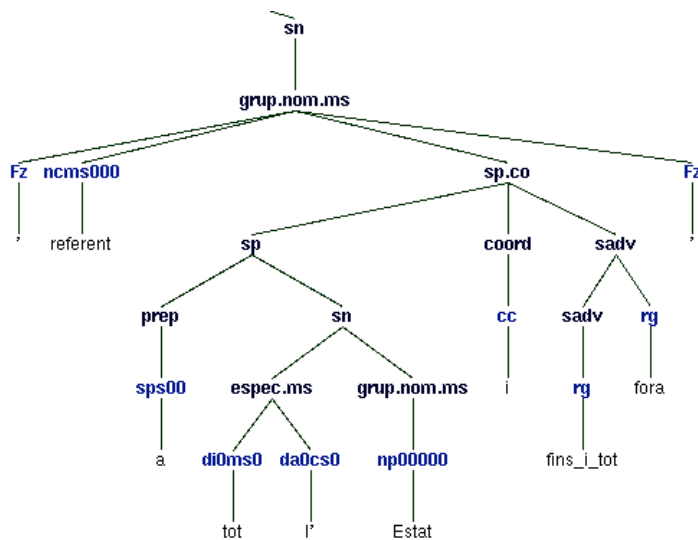 sn
grup.nom.ms
Fz ncms000 sp.co Fz
' referent sp coord sadv '
prep sn cc sadv rg
sps00 espec.ms grup.nom.ms i rg fora
a di0ms0 da0cs0 np00000 fins_i_tot
tot l' Estat